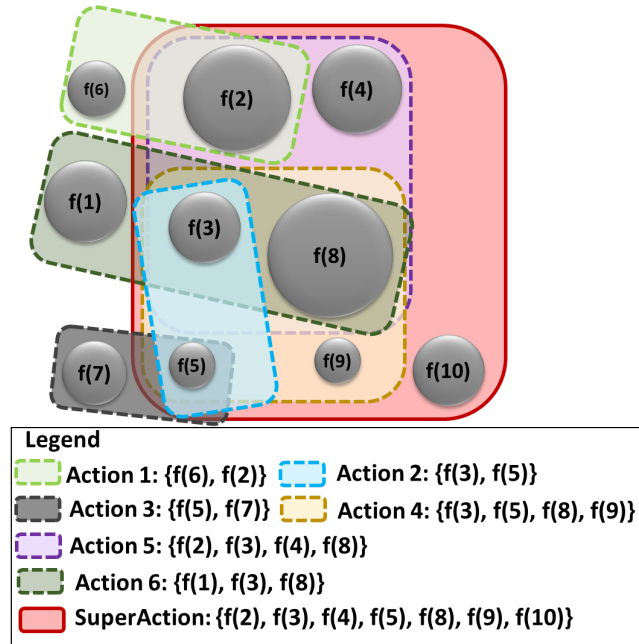 f(6)
f(2)
f(4)
f(1)
f(3)
f(8)
f(7)
f(5)
f(9)
f(10)
Legend
Action 1: {f(6), f(2)}
Action 2: {f(3), f(5)}
Action 3: {f(5), f(7)}
Action 4: {f(3), f(5), f(8), f(9)}
Action 5: {f(2), f(3), f(4), f(8)}
Action 6: {f(1), f(3), f(8)}
SuperAction: {f(2), f(3), f(4), f(5), f(8), f(9), f(10)}